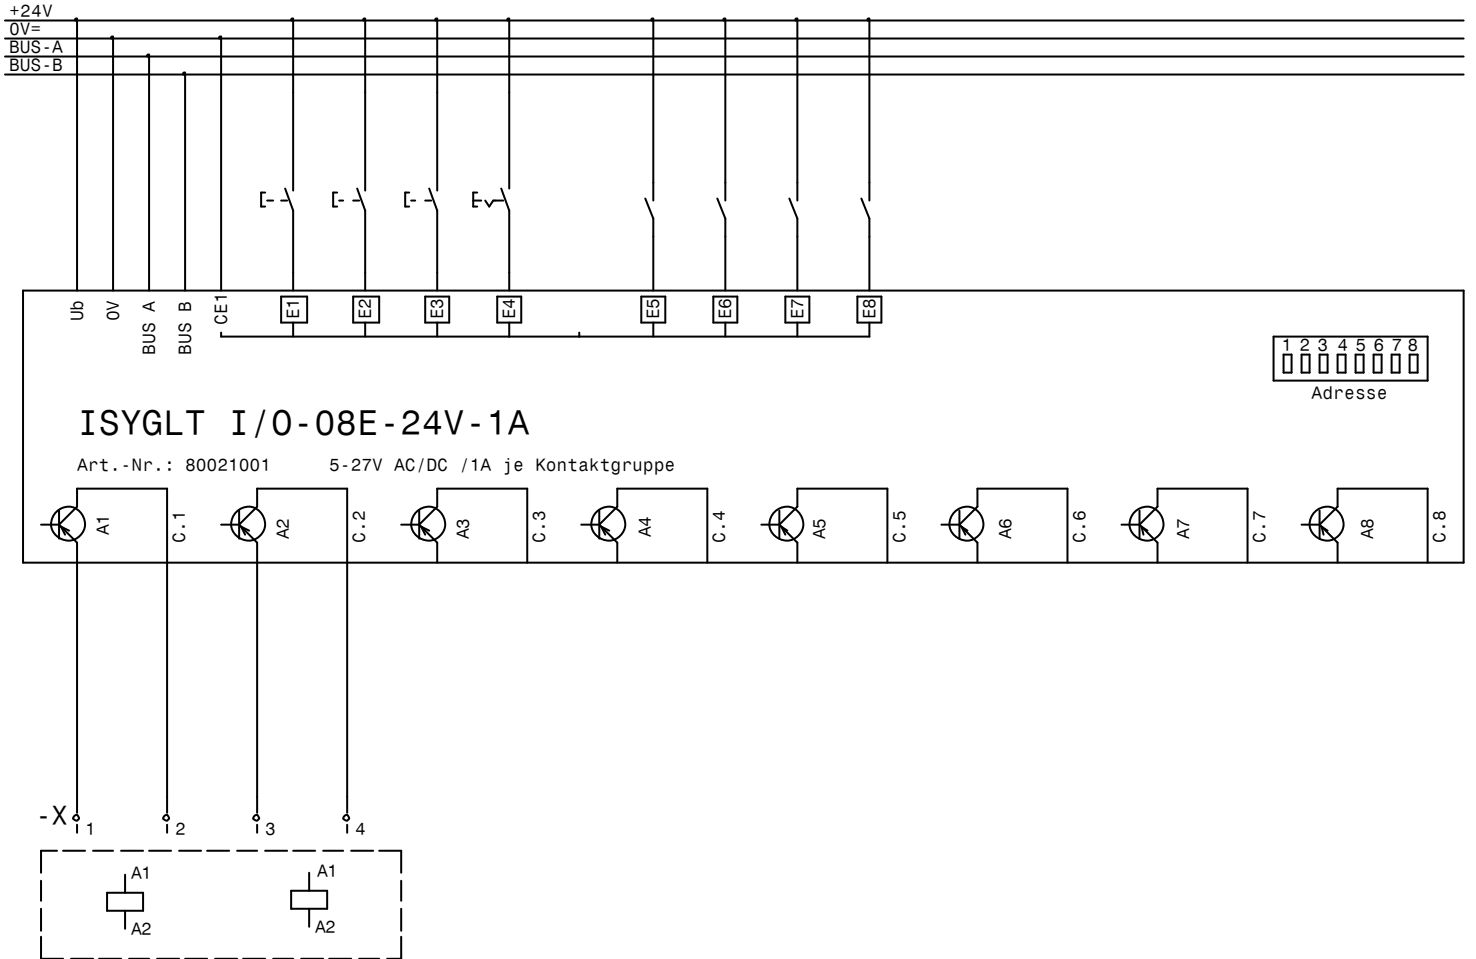 +24V
0V=
BUS-A
BUS-B
Ub 0V BUS A BUS B CE1 E1 E2 E3 E4 E5 E6 E7 E8
1 2 3 4 5 6 7 8
Adresse
ISYGLT I/O-08E-24V-1A
Art.-Nr.: 80021001 5-27V AC/DC /1A je Kontaktgruppe
A1 C.1 A2 C.2 A3 C.3 A4 C.4 A5 C.5 A6 C.6 A7 C.7 A8 C.8
-X 1 2 3 4
A1 A1
A2 A2